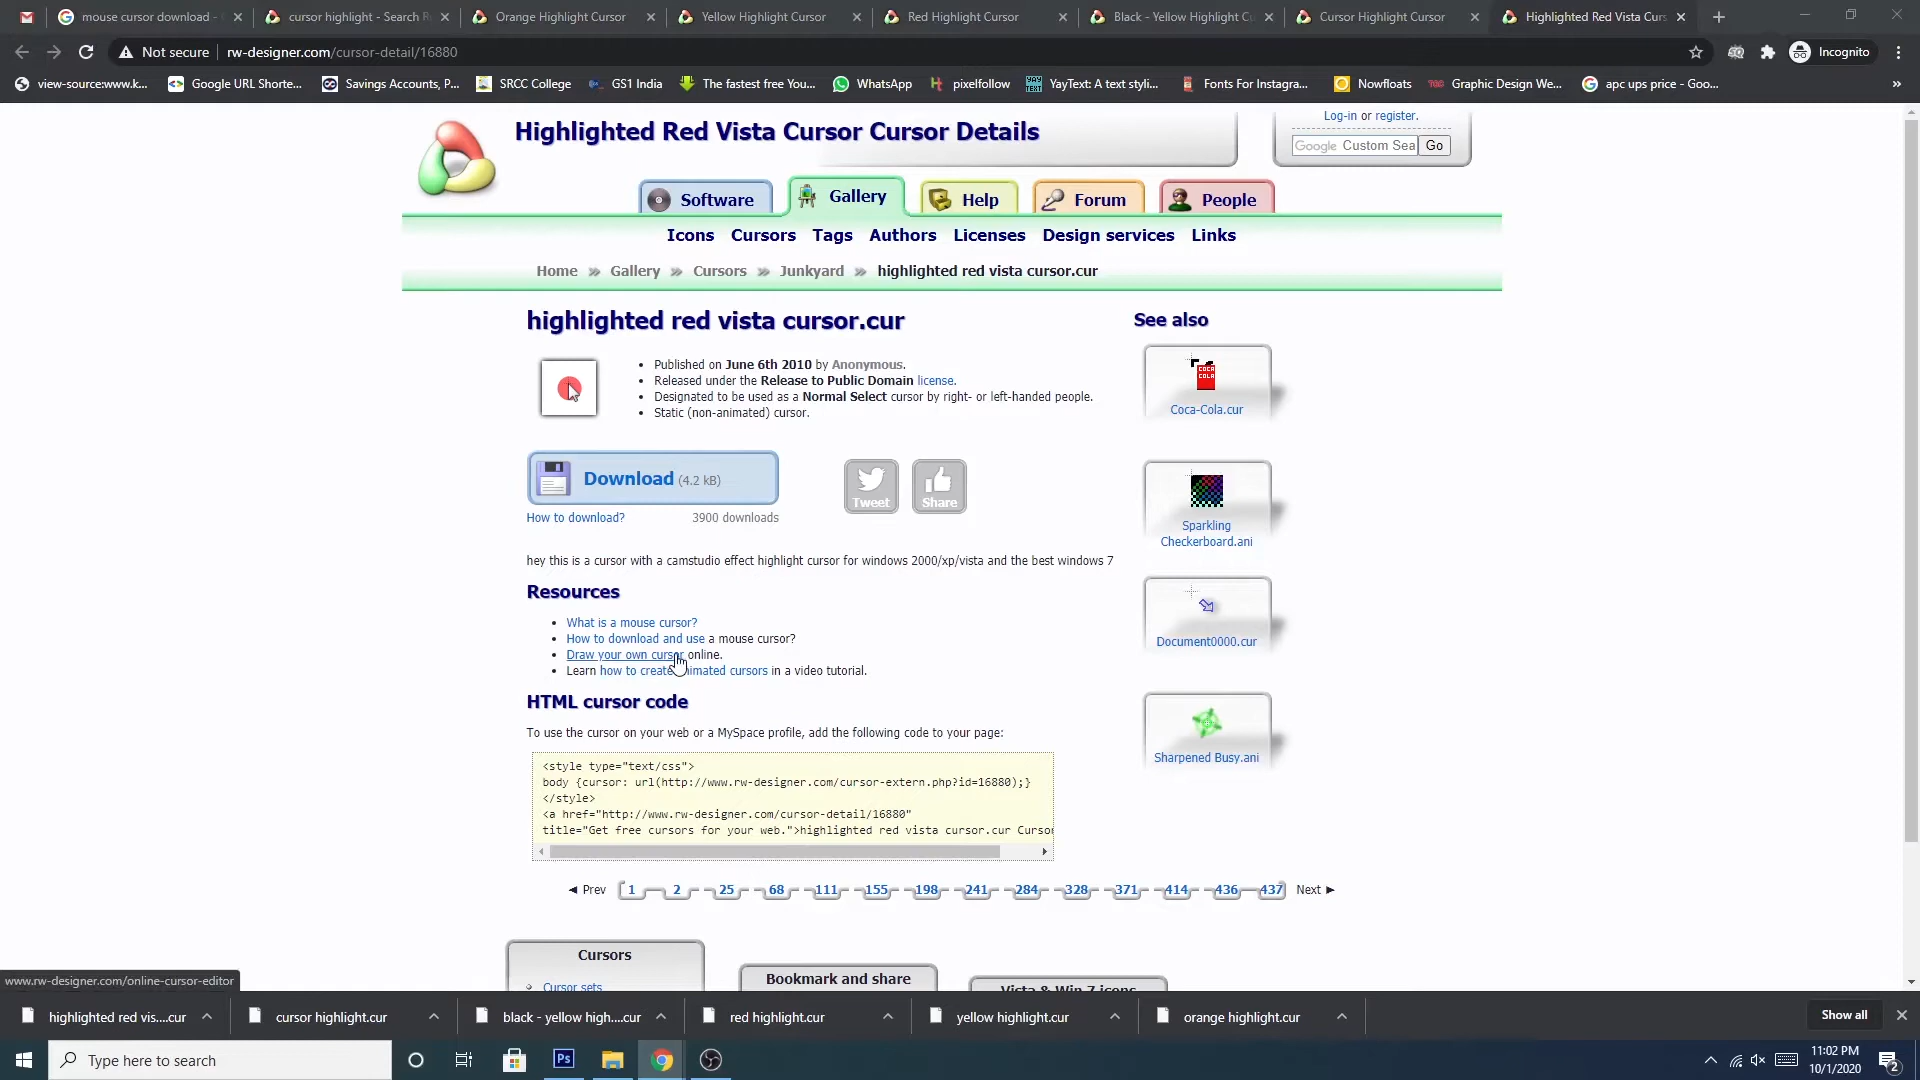 mouse cursor download -
cursor highlight - Search R
Orange Highlight Cursor
Yellow Highlight Cursor
Red Highlight Cursor
Black - Yellow Highlight Cu
Cursor Highlight Cursor
Highlighted Red Vista Curs
Not secure
rw-designer.com/cursor-detail/16880
Incognito
view-source:www.k...
Google URL Shorte...
Savings Accounts, P...
SRCC College
GS1 India
The fastest free You...
WhatsApp
pixelfollow
YayText: A text styli...
Fonts For Instagra...
Nowfloats
Graphic Design We...
apc ups price - Goo...
Highlighted Red Vista Cursor Cursor Details
Log-in or register.
Google Custom Sea
Go
Software
Gallery
Help
Forum
People
Icons Cursors Tags Authors Licenses Design services Links
Home » Gallery » Cursors » Junkyard » highlighted red vista cursor.cur
highlighted red vista cursor.cur
Published on June 6th 2010 by Anonymous.
Released under the Release to Public Domain license.
Designated to be used as a Normal Select cursor by right- or left-handed people.
Static (non-animated) cursor.
Download (4.2 kB)
How to download?
3900 downloads
Tweet
Share
hey this is a cursor with a camstudio effect highlight cursor for windows 2000/xp/vista and the best windows 7
Resources
What is a mouse cursor?
How to download and use a mouse cursor?
Draw your own cursor online.
Learn how to create animated cursors in a video tutorial.
HTML cursor code
To use the cursor on your web or a MySpace profile, add the following code to your page:
<style type="text/css">
body {cursor: url(http://www.rw-designer.com/cursor-extern.php?id=16880);}
</style>
<a href="http://www.rw-designer.com/cursor-detail/16880"
title="Get free cursors for your web.">highlighted red vista cursor.cur Cursor
See also
COCA COLA
Coca-Cola.cur
Sparkling
Checkerboard.ani
Document0000.cur
Sharpened Busy.ani
◄ Prev 1 2 25 68 111 155 198 241 284 328 371 414 436 437 Next ►
Cursors
Cursor sets
Bookmark and share
Vista & Win 7 icons
www.rw-designer.com/online-cursor-editor
highlighted red vis....cur
cursor highlight.cur
black - yellow high....cur
red highlight.cur
yellow highlight.cur
orange highlight.cur
Show all
Type here to search
Ps
11:02 PM
10/1/2020
2